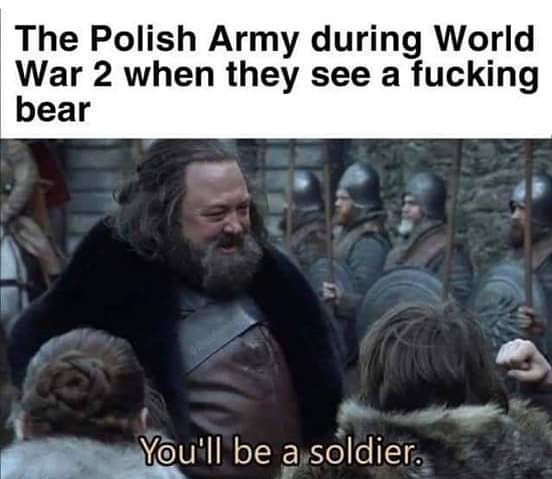 The Polish Army during World
War 2 when they see a fucking
bear
You'll be a soldier.